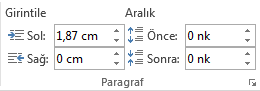 Girintile Aralık
Sol: 1,87 cm Önce: 0 nk
Sağ: 0 cm Sonra: 0 nk
Paragraf